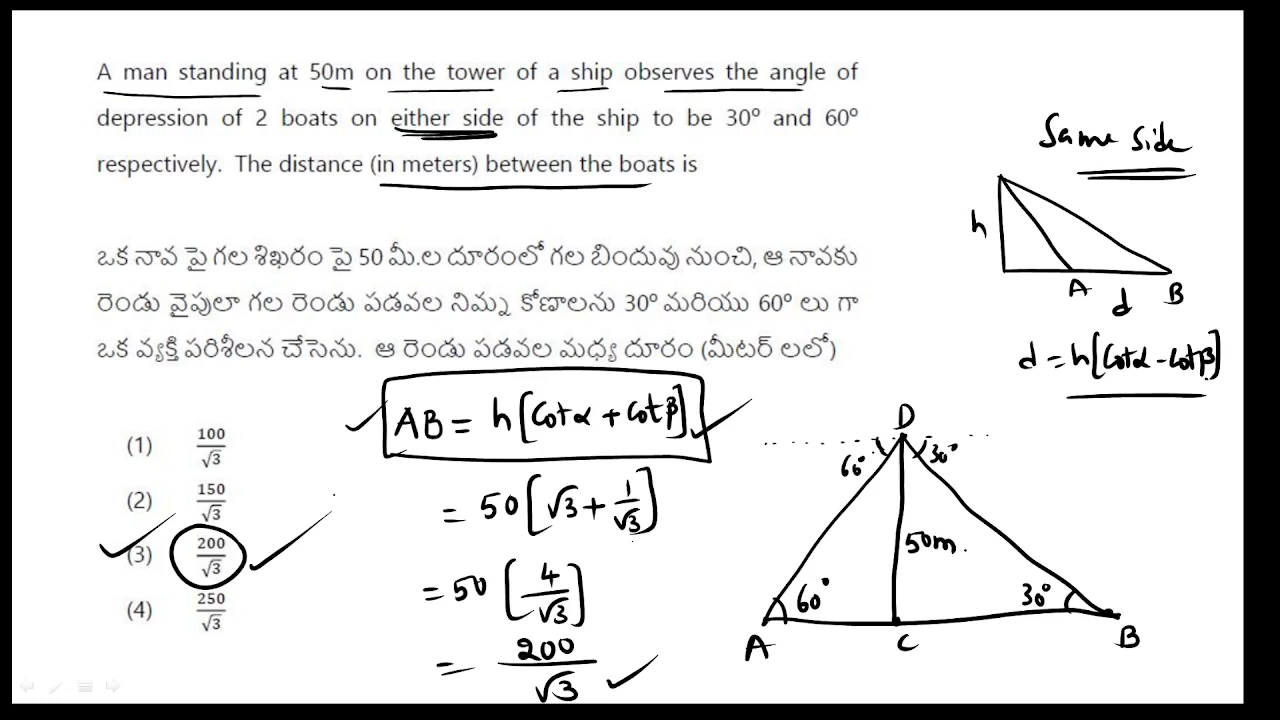 A man standing at 50m on the tower of a ship observes the angle of
depression of 2 boats on either side of the ship to be 30° and 60°
respectively. The distance (in meters) between the boats is
ఒక నావ పై గల శిఖరం పై 50 మీ.ల దూరంలో గల బిందువు నుంచి, ఆ నావకు
రెండు వైపులా గల రెండు పడవల నిమ్న కోణాలను 30° మరియు 60° లు గా
ఒక వ్యక్తి పరిశీలన చేసెను. ఆ రెండు పడవల మధ్య దూరం (మీటర్ లలో)
(1) 100/√3
(2) 150/√3
(3) 200/√3
(4) 250/√3
AB = h[Cotα + Cotβ]
= 50[√3 + 1/√3]
= 50[4/√3]
= 200/√3
Same side
h
A
d
B
d = h[Cotα - Cotβ]
D
60° 30°
50m.
60° 30°
A C B